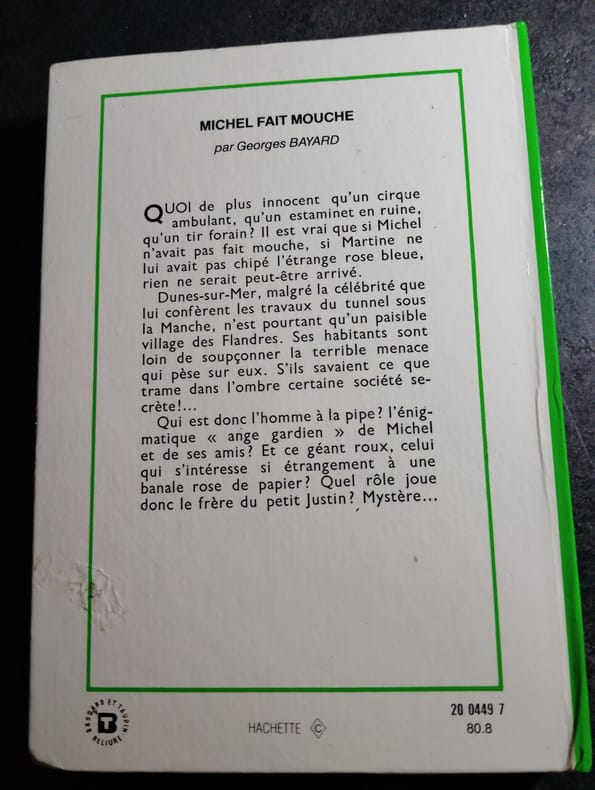 MICHEL FAIT MOUCHE
par Georges BAYARD
QUOI de plus innocent qu'un cirque
ambulant, qu'un estaminet en ruine,
qu'un tir forain? Il est vrai que si Michel
n'avait pas fait mouche, si Martine ne
lui avait pas chipé l'étrange rose bleue,
rien ne serait peut-être arrivé.
Dunes-sur-Mer, malgré la célébrité que
lui confèrent les travaux du tunnel sous
la Manche, n'est pourtant qu'un paisible
village des Flandres. Ses habitants sont
loin de soupçonner la terrible menace
qui pèse sur eux. S'ils savaient ce que
trame dans l'ombre certaine société se-
crète!...
Qui est donc l'homme à la pipe? l'énig-
matique « ange gardien » de Michel
et de ses amis? Et ce géant roux, celui
qui s'intéresse si étrangement à une
banale rose de papier? Quel rôle joue
donc le frère du petit Justin? Mystère...
BRODARD ET TAUPIN
RELIURE
HACHETTE C
20 0449 7
80.8